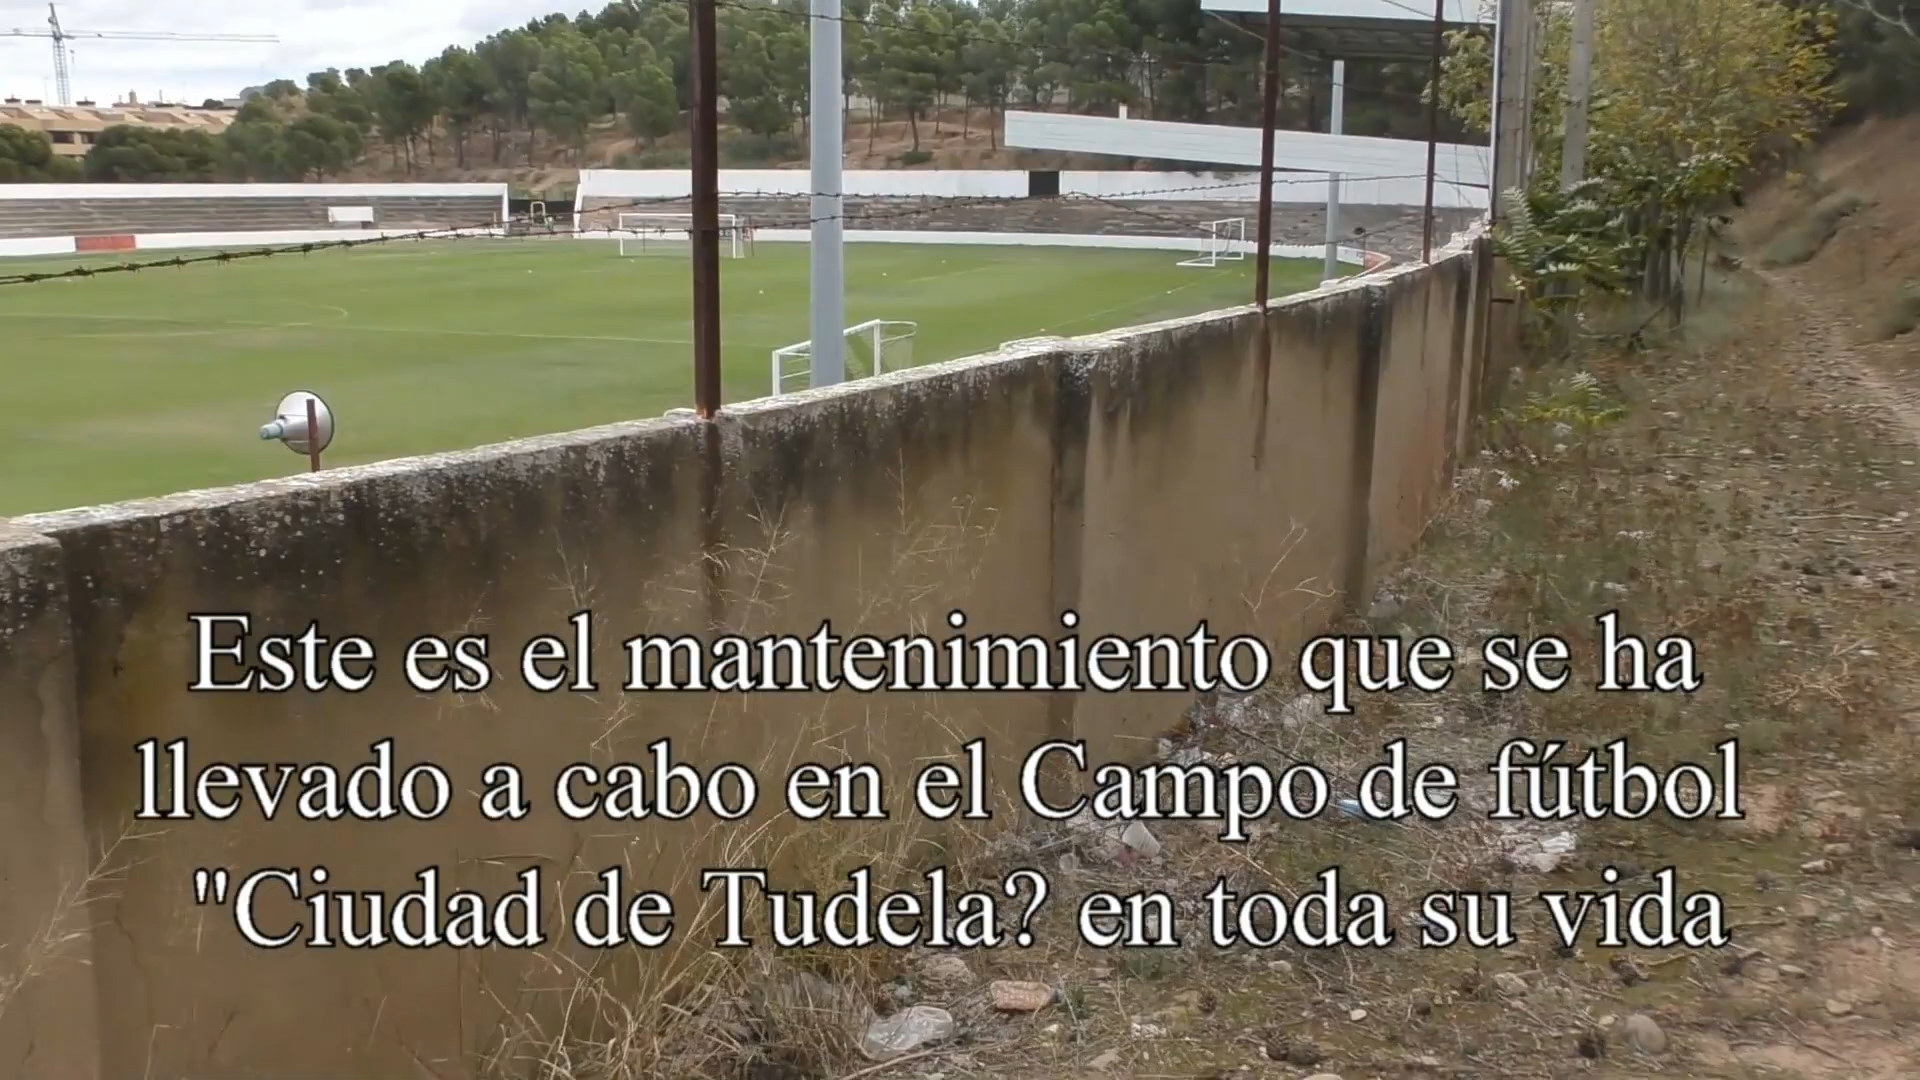 Este es el mantenimiento que se ha
llevado a cabo en el Campo de fútbol
"Ciudad de Tudela? en toda su vida